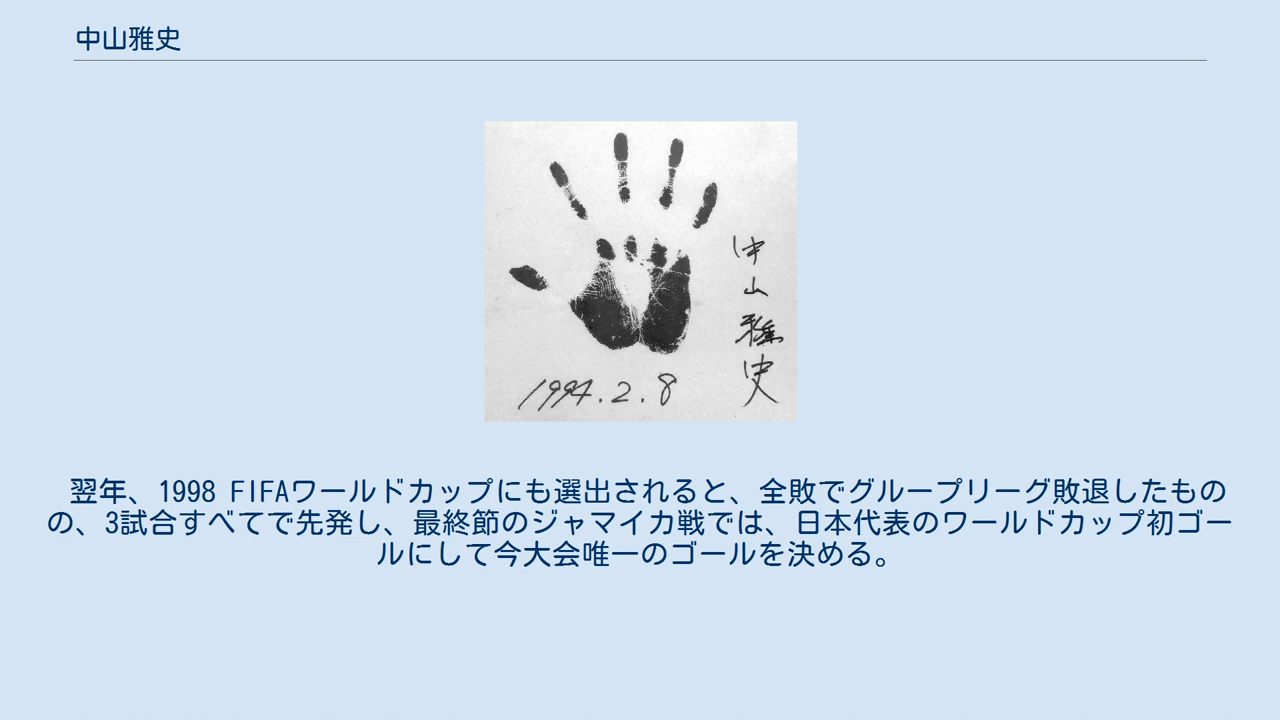 中山雅史
中山雅史
1994.2.8
翌年、1998 FIFAワールドカップにも選出されると、全敗でグループリーグ敗退したもの
の、3試合すべてで先発し、最終節のジャマイカ戦では、日本代表のワールドカップ初ゴー
ルにして今大会唯一のゴールを決める。